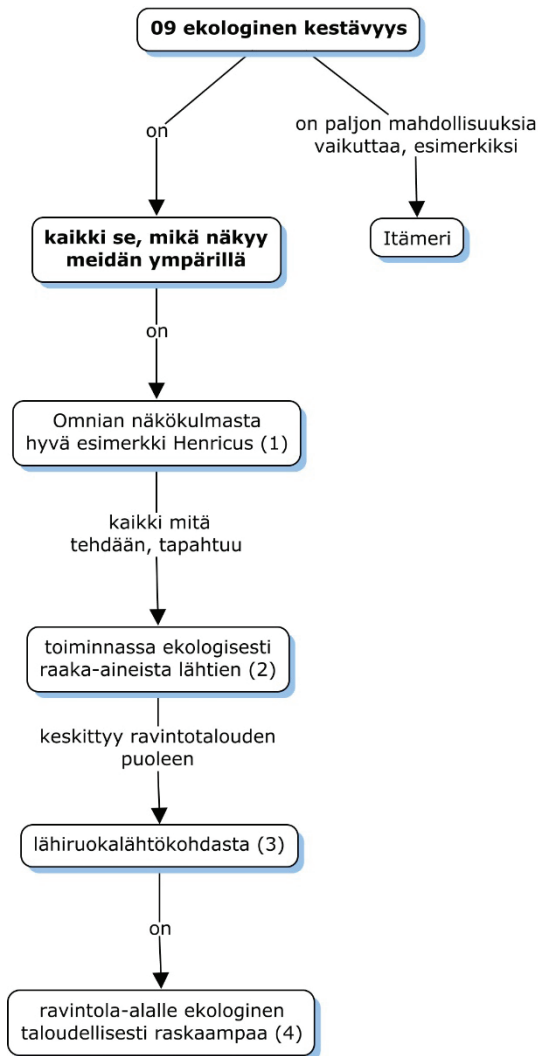 09 ekologinen kestävyys
on
on paljon mahdollisuuksia
vaikuttaa, esimerkiksi
kaikki se, mikä näkyy
meidän ympärillä
Itämeri
on
Omnian näkökulmasta
hyvä esimerkki Henricus (1)
kaikki mitä
tehdään, tapahtuu
toiminnassa ekologisesti
raaka-aineista lähtien (2)
keskittyy ravintotalouden
puoleen
lähiruokalähtökohdasta (3)
on
ravintola-alalle ekologinen
taloudellisesti raskaampaa (4)